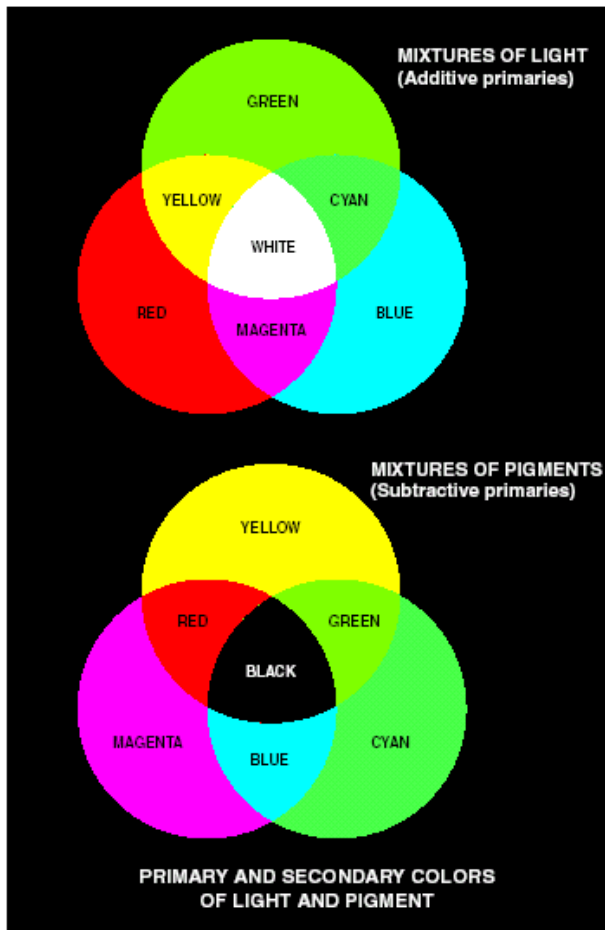 MIXTURES OF LIGHT
(Additive primaries)
GREEN
YELLOW
CYAN
WHITE
RED
BLUE
MAGENTA
MIXTURES OF PIGMENTS
(Subtractive primaries)
YELLOW
RED
GREEN
BLACK
MAGENTA
CYAN
BLUE
PRIMARY AND SECONDARY COLORS
OF LIGHT AND PIGMENT